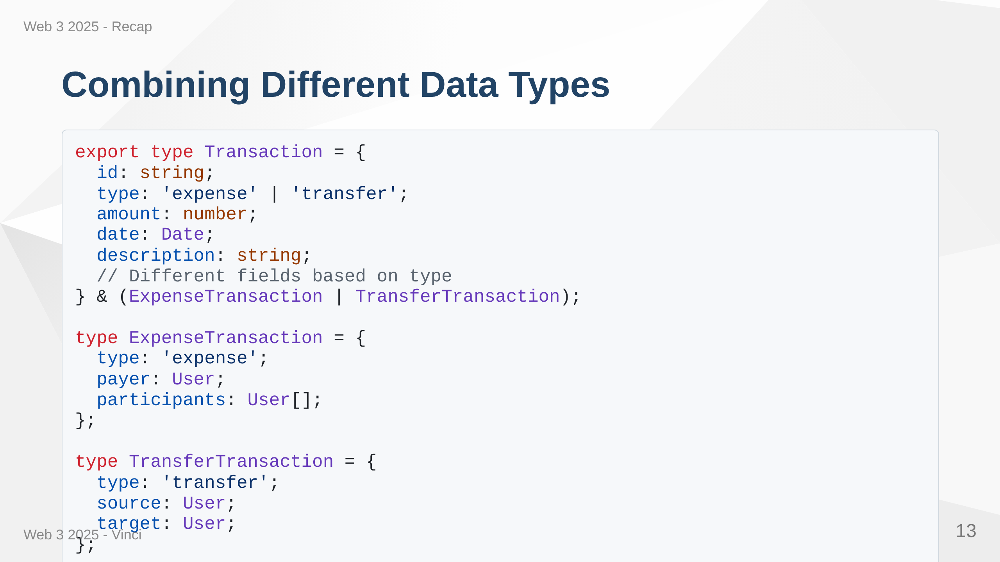 Web 3 2025 - Recap
Combining Different Data Types
export type Transaction = {
  id: string;
  type: 'expense' | 'transfer';
  amount: number;
  date: Date;
  description: string;
  // Different fields based on type
} & (ExpenseTransaction | TransferTransaction);

type ExpenseTransaction = {
  type: 'expense';
  payer: User;
  participants: User[];
};

type TransferTransaction = {
  type: 'transfer';
  source: User;
  target: User;
};
Web 3 2025 - Vinci
13